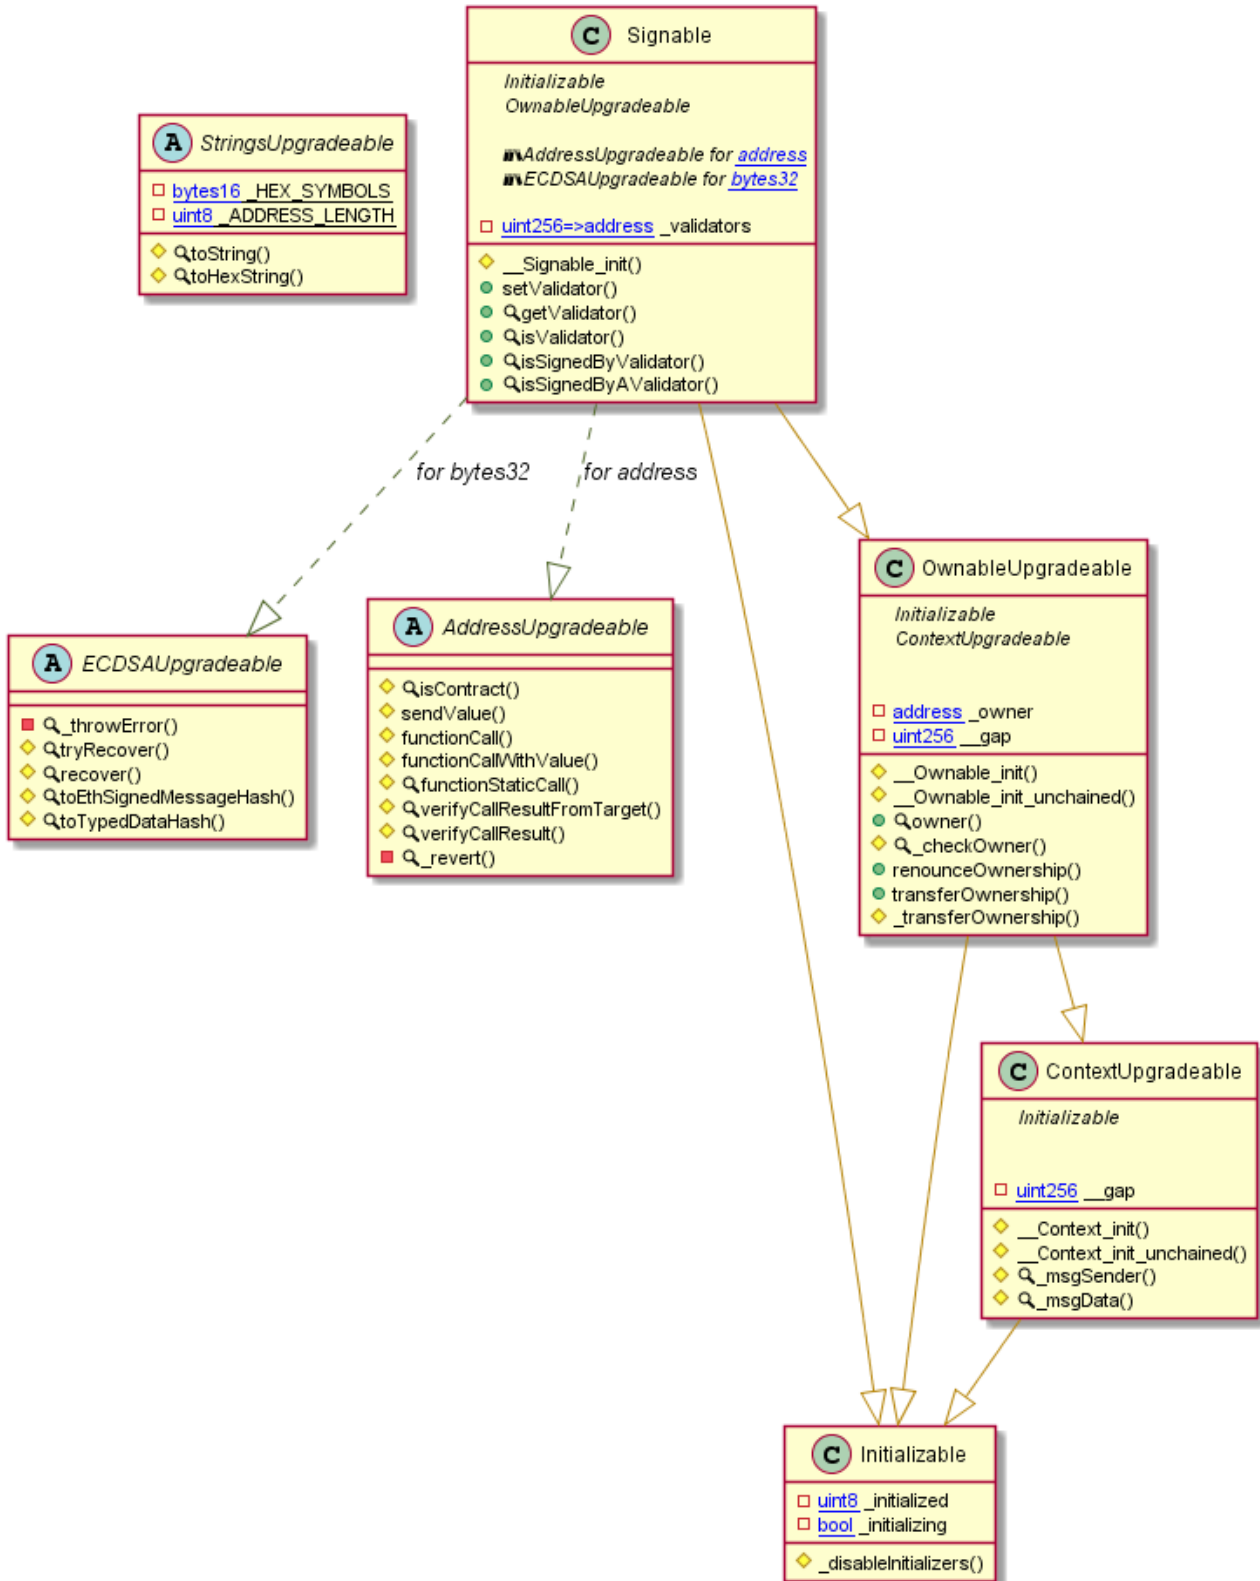 C Signable
Initializable
OwnableUpgradeable
AddressUpgradeable for address
ECDSAUpgradeable for bytes32
uint256=>address _validators
__Signable_init()
setValidator()
getValidator()
isValidator()
isSignedByValidator()
isSignedByAValidator()
A StringsUpgradeable
bytes16 _HEX_SYMBOLS
uint8 _ADDRESS_LENGTH
toString()
toHexString()
for bytes32
for address
C OwnableUpgradeable
Initializable
ContextUpgradeable
address _owner
uint256 __gap
__Ownable_init()
__Ownable_init_unchained()
owner()
_checkOwner()
renounceOwnership()
transferOwnership()
_transferOwnership()
A AddressUpgradeable
isContract()
sendValue()
functionCall()
functionCallWithValue()
functionStaticCall()
verifyCallResultFromTarget()
verifyCallResult()
_revert()
A ECDSAUpgradeable
_throwError()
tryRecover()
recover()
toEthSignedMessageHash()
toTypedDataHash()
C ContextUpgradeable
Initializable
uint256 __gap
__Context_init()
__Context_init_unchained()
_msgSender()
_msgData()
C Initializable
uint8 _initialized
bool _initializing
_disableInitializers()